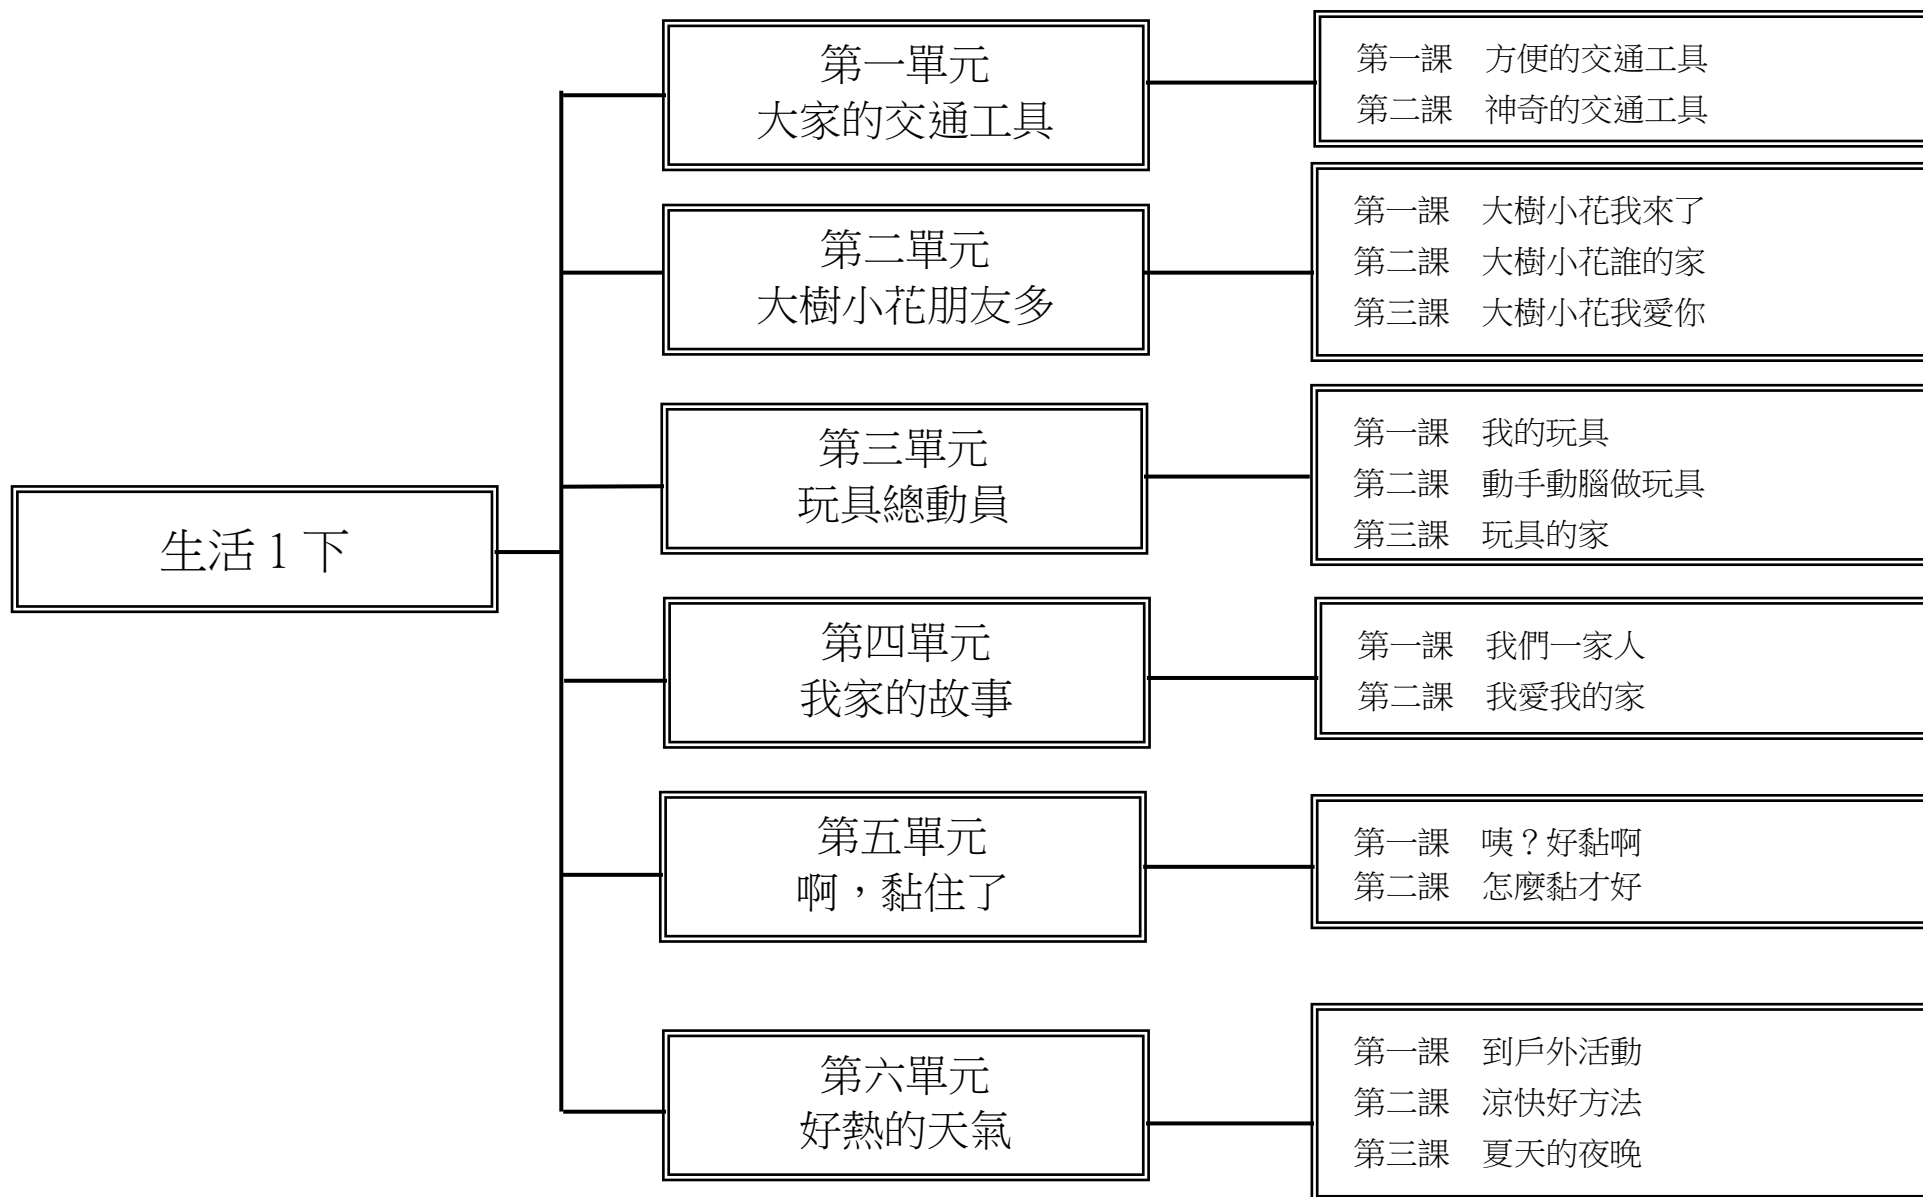 生活1下
第一單元
大家的交通工具
第一課　方便的交通工具
第二課　神奇的交通工具
第二單元
大樹小花朋友多
第一課　大樹小花我來了
第二課　大樹小花誰的家
第三課　大樹小花我愛你
第三單元
玩具總動員
第一課　我的玩具
第二課　動手動腦做玩具
第三課　玩具的家
第四單元
我家的故事
第一課　我們一家人
第二課　我愛我的家
第五單元
啊，黏住了
第一課　咦？好黏啊
第二課　怎麼黏才好
第六單元
好熱的天氣
第一課　到戶外活動
第二課　涼快好方法
第三課　夏天的夜晚